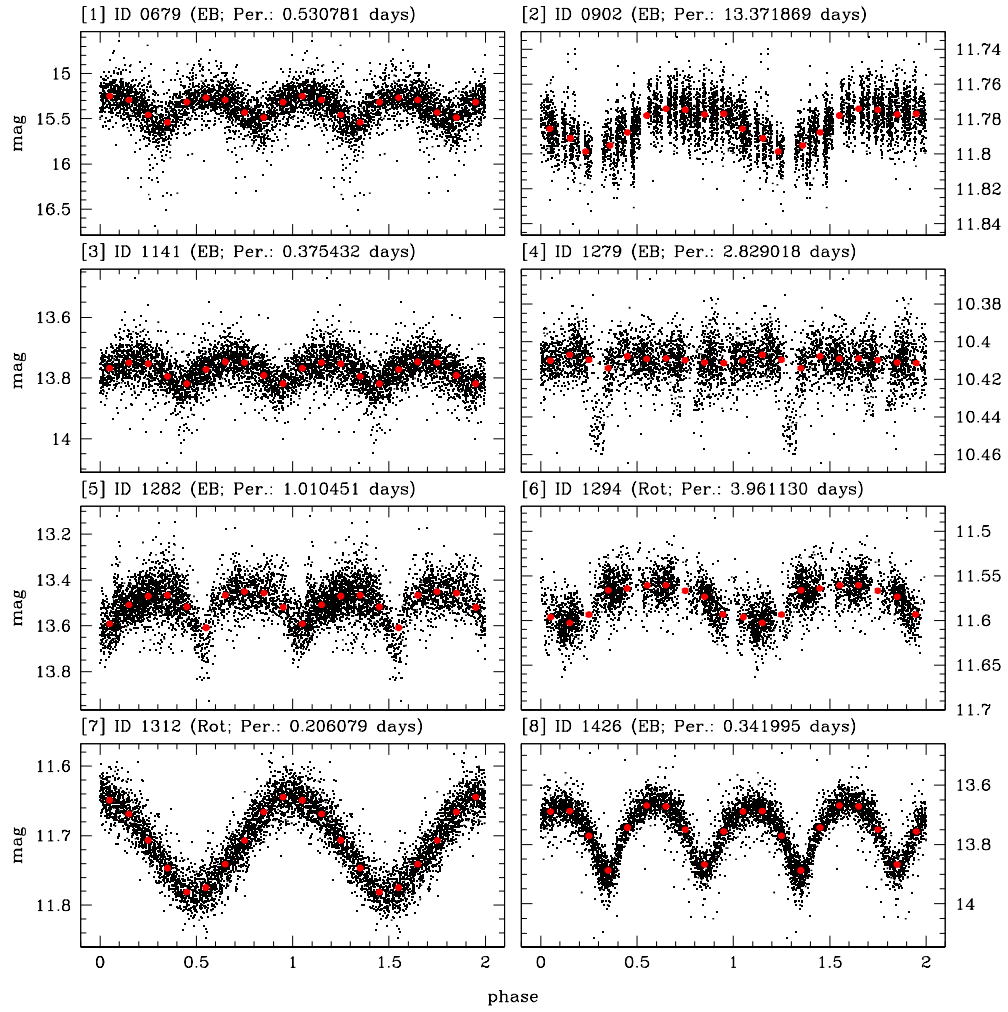 [1] ID 0679 (EB; Per.: 0.530781 days)
[2] ID 0902 (EB; Per.: 13.371869 days)
15
15.5
16
16.5
mag
11.74
11.76
11.78
11.8
11.82
11.84
[3] ID 1141 (EB; Per.: 0.375432 days)
[4] ID 1279 (EB; Per.: 2.829018 days)
13.6
13.8
14
mag
10.38
10.4
10.42
10.44
10.46
[5] ID 1282 (EB; Per.: 1.010451 days)
[6] ID 1294 (Rot; Per.: 3.961130 days)
13.2
13.4
13.6
13.8
mag
11.5
11.55
11.6
11.65
11.7
[7] ID 1312 (Rot; Per.: 0.206079 days)
[8] ID 1426 (EB; Per.: 0.341995 days)
11.6
11.7
11.8
mag
13.6
13.8
14
0 0.5 1 1.5 2
0 0.5 1 1.5 2
phase